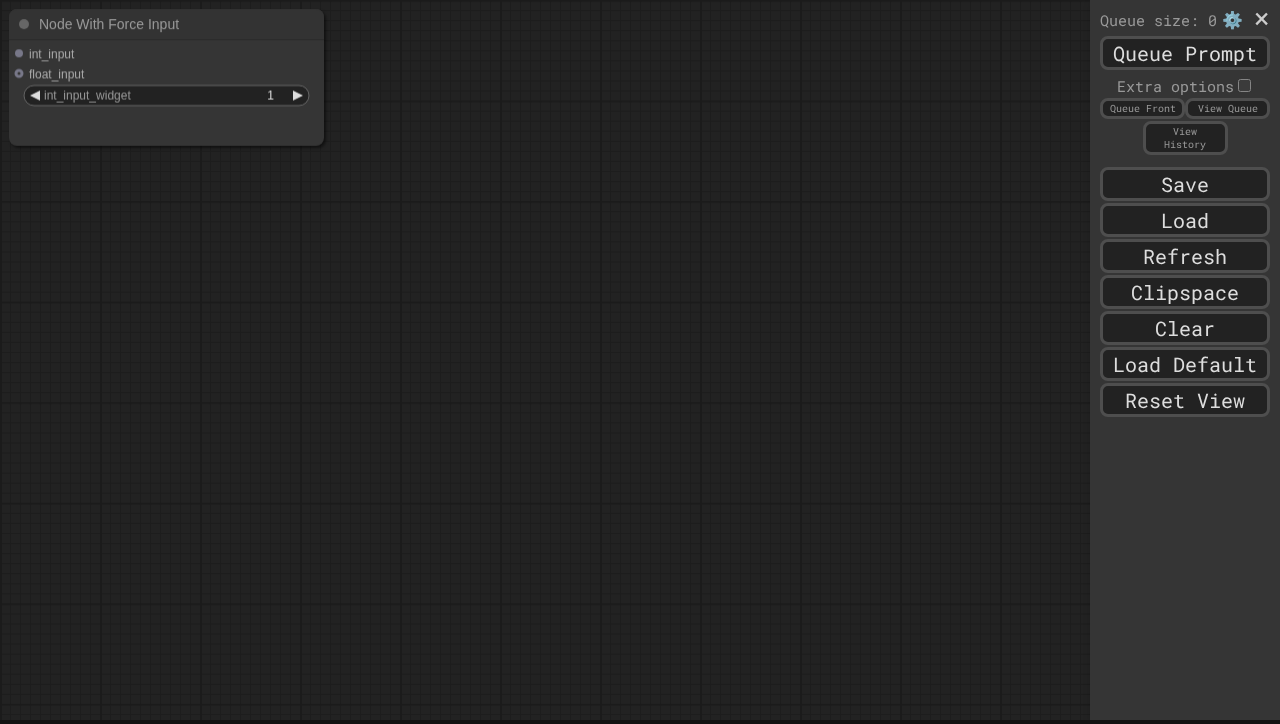 Node With Force Input
int_input
float_input
int_input_widget 1
Queue size: 0
Queue Prompt
Extra options
Queue Front
View Queue
View
History
Save
Load
Refresh
Clipspace
Clear
Load Default
Reset View